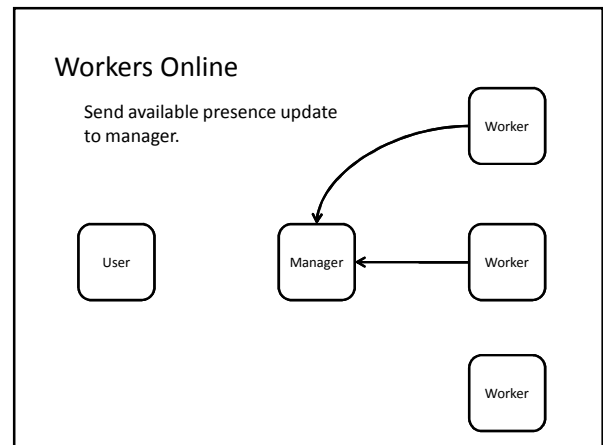 Workers Online
Send available presence update
to manager.
Worker
User
Manager
Worker
Worker